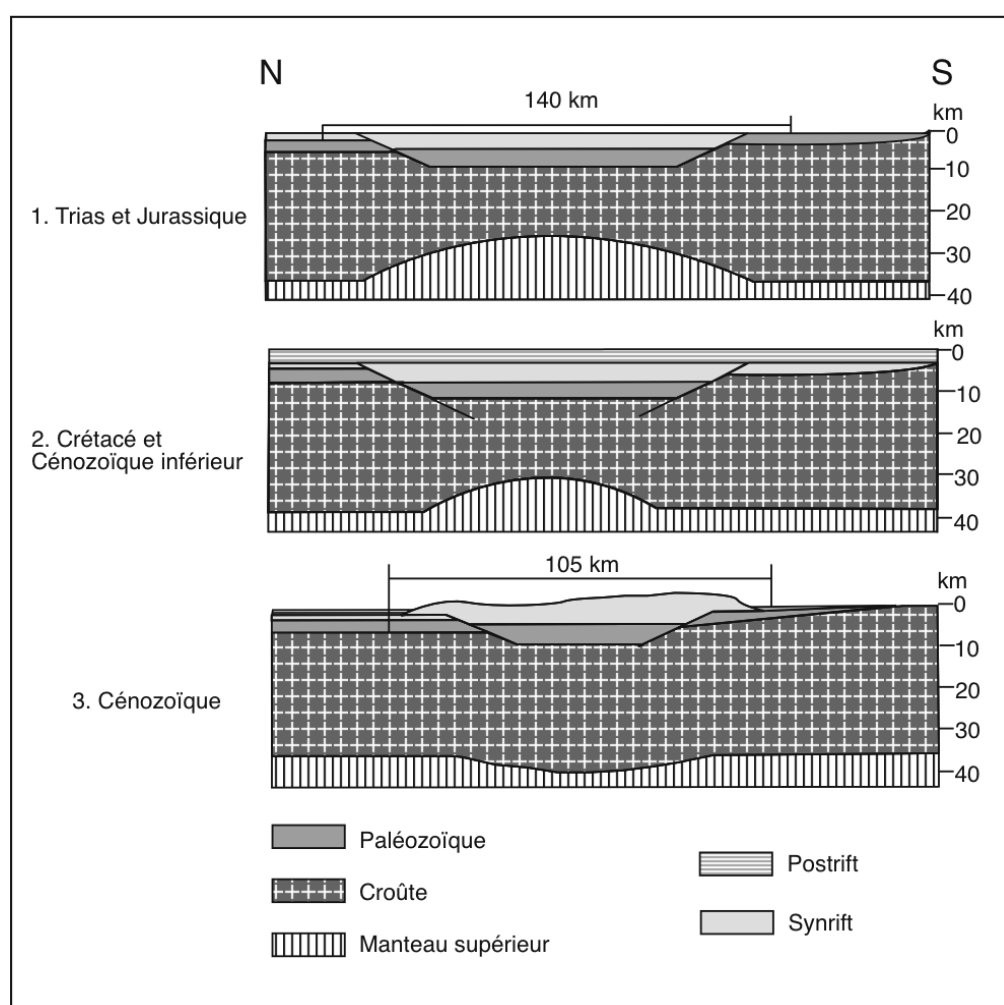 N
S
140 km
km
0
10
20
30
40
1. Trias et Jurassique
km
0
10
20
30
40
2. Crétacé et
Cénozoïque inférieur
105 km
km
0
10
20
30
40
3. Cénozoïque
Paléozoïque
Croûte
Manteau supérieur
Postrift
Synrift